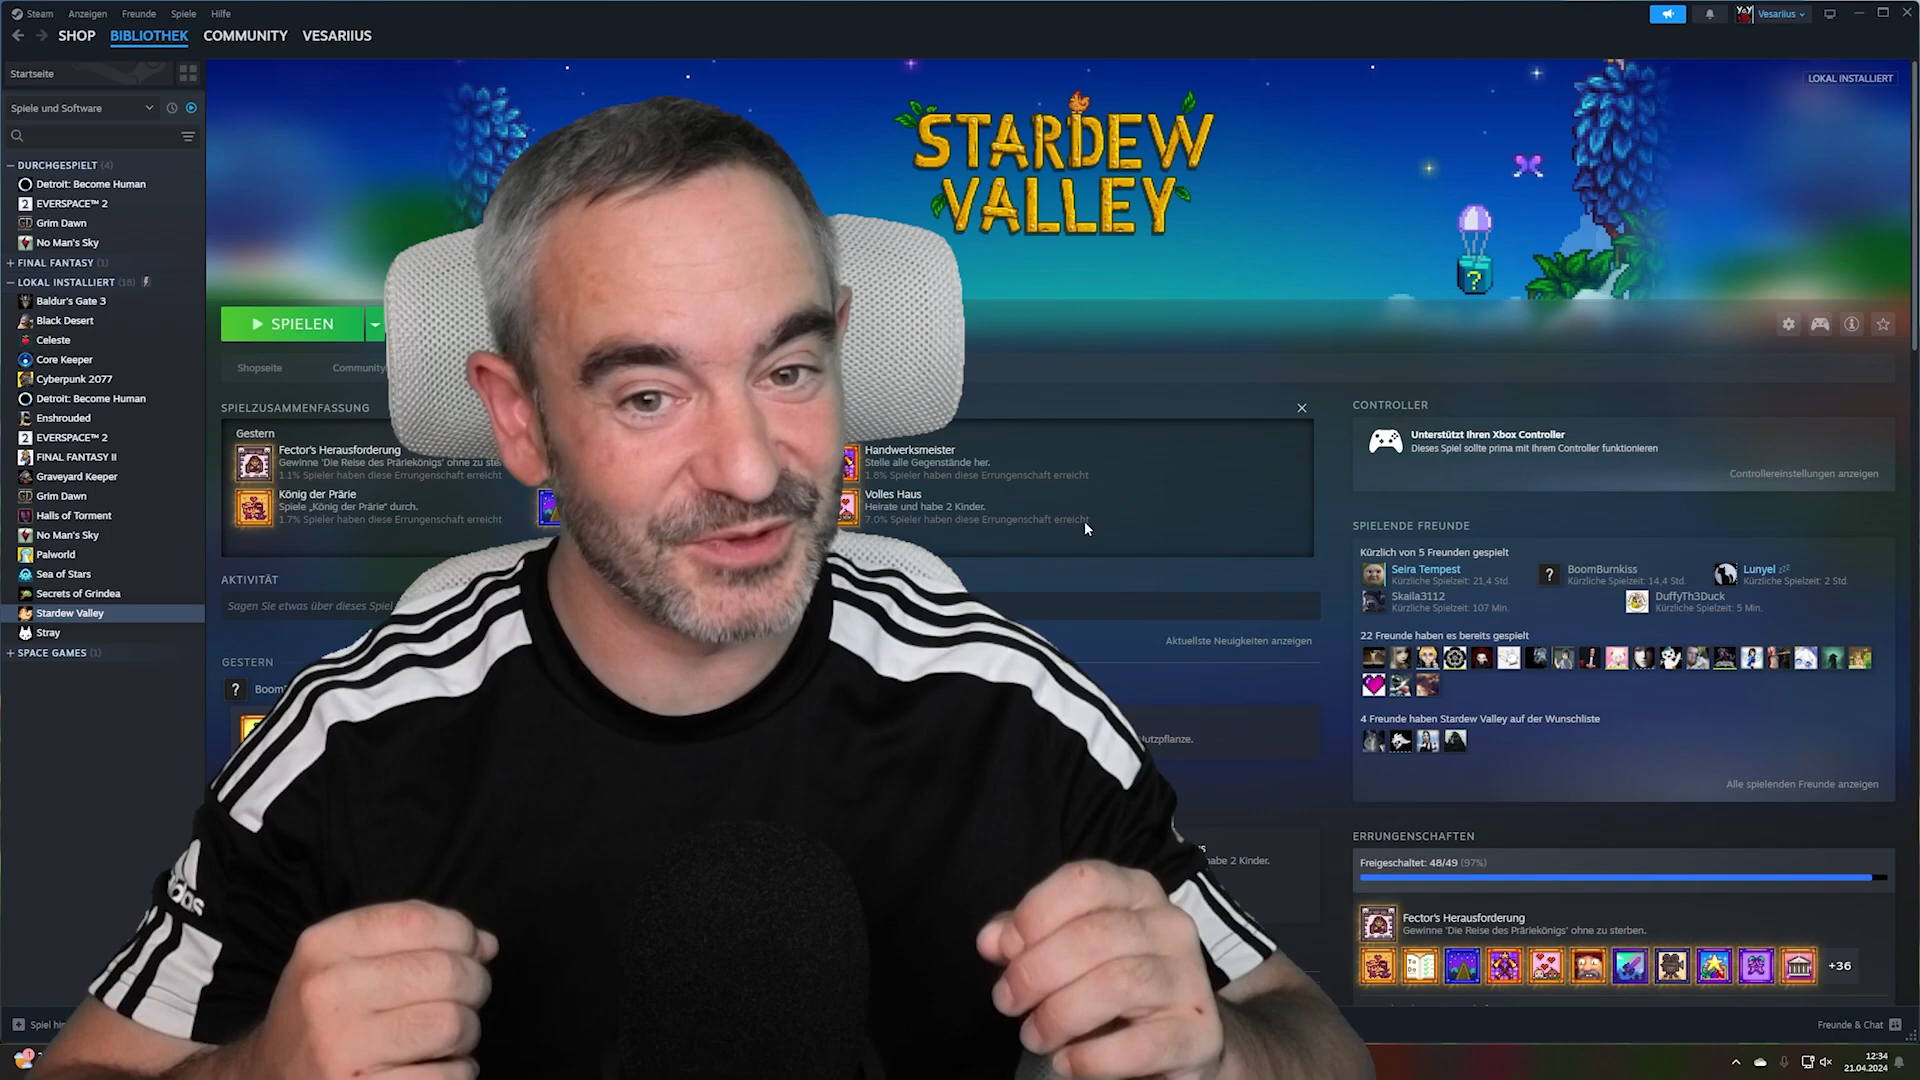 Steam Anzeigen Freunde Spiele Hilfe
Vesariius
SHOP BIBLIOTHEK COMMUNITY VESARIIUS
Startseite
Spiele und Software
DURCHGESPIELT (4)
Detroit: Become Human
EVERSPACE™ 2
Grim Dawn
No Man's Sky
FINAL FANTASY (1)
LOKAL INSTALLIERT (18)
Baldur's Gate 3
Black Desert
Celeste
Core Keeper
Cyberpunk 2077
Detroit: Become Human
Enshrouded
EVERSPACE™ 2
FINAL FANTASY II
Graveyard Keeper
Grim Dawn
Halls of Torment
No Man's Sky
Palworld
Sea of Stars
Secrets of Grindea
Stardew Valley
Stray
SPACE GAMES (1)
Spiel
LOKAL INSTALLIERT
STARDEW
VALLEY
SPIELEN
Shopseite Community
SPIELZUSAMMENFASSUNG
Gestern
Fector's Herausforderung
Gewinne 'Die Reise des Präriekönigs' ohne zu
1.1% Spieler haben diese Errungenschaft erreicht
König der Prärie
Spiele „König der Prärie" durch.
1.7% Spieler haben diese Errungenschaft erreicht
Handwerksmeister
Stelle alle Gegenstände her.
1.8% Spieler haben diese Errungenschaft erreicht
Volles Haus
Heirate und habe 2 Kinder.
7.0% Spieler haben diese Errungenschaft erreicht
AKTIVITÄT
Sagen Sie etwas über dieses Spiel
Aktuellste Neuigkeiten anzeigen
GESTERN
Boom
Nutzpflanze.
habe 2 Kinder.
CONTROLLER
Unterstützt Ihren Xbox Controller
Dieses Spiel sollte prima mit Ihrem Controller funktionieren
Controllereinstellungen anzeigen
SPIELENDE FREUNDE
Kürzlich von 5 Freunden gespielt
Seira Tempest
Kürzliche Spielzeit: 21,4 Std.
BoomBurnkiss
Kürzliche Spielzeit: 14,4 Std.
Lunyel zzz
Kürzliche Spielzeit: 2 Std.
Skaila3112
Kürzliche Spielzeit: 107 Min.
DuffyTh3Duck
Kürzliche Spielzeit: 5 Min.
22 Freunde haben es bereits gespielt
4 Freunde haben Stardew Valley auf der Wunschliste
Alle spielenden Freunde anzeigen
ERRUNGENSCHAFTEN
Freigeschaltet: 48/49 (97%)
Fector's Herausforderung
Gewinne 'Die Reise des Präriekönigs' ohne zu sterben.
+36
Freunde & Chat
12:34
21.04.2024
adidas